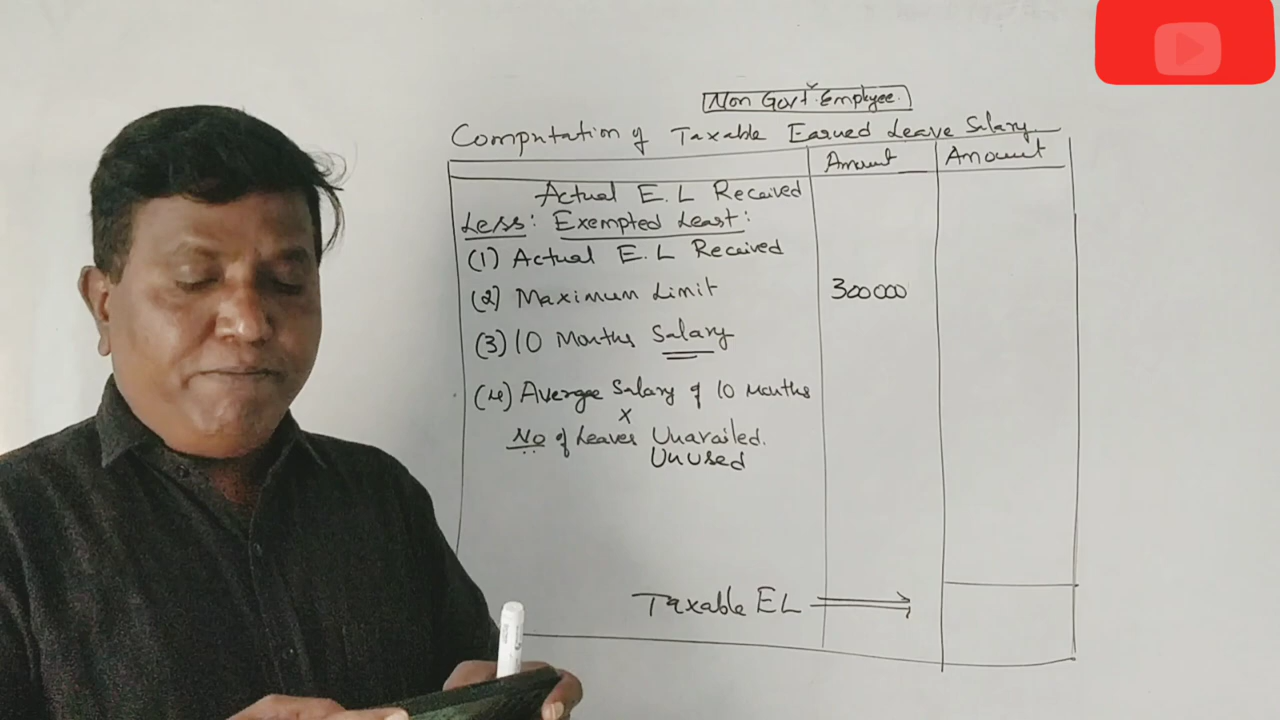 Non Govt. Employee.
Computation of Taxable Earned Leave Salary
Amount Amount
Actual E.L Received
Less: Exempted Least:
(1) Actual E.L Received
(2) Maximum Limit 300000
(3) 10 Months Salary
(4) Averge Salary of 10 Months
X
No of Leaves Unavailed.
Unused
Taxable EL